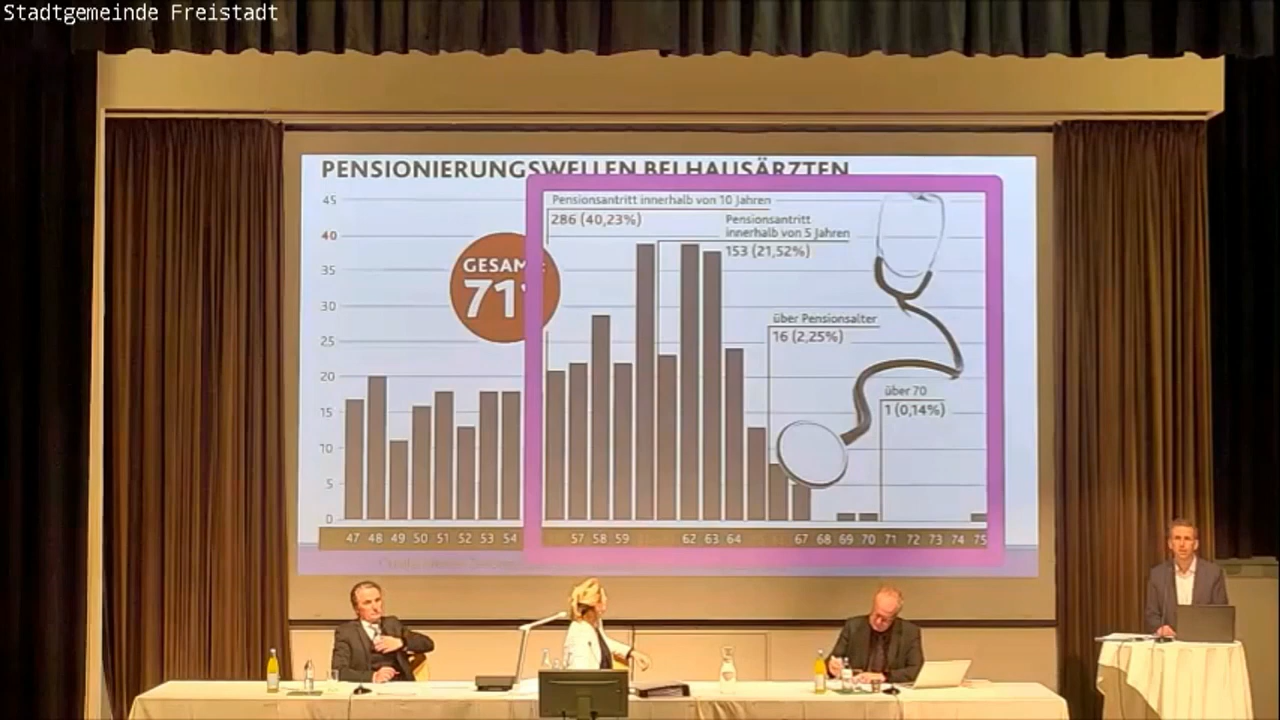 Stadtgemeinde Freistadt
PENSIONIERUNGSWELLEN BEI HAUSÄRZTEN
45
40
35
30
25
20
15
10
5
0
Pensionsantritt innerhalb von 10 Jahren
286 (40,23%)
Pensionsantritt
innerhalb von 5 Jahren
153 (21,52%)
über Pensionsalter
16 (2,25%)
über 70
1 (0,14%)
47 48 49 50 51 52 53 54 57 58 59 62 63 64 67 68 69 70 71 72 73 74 75